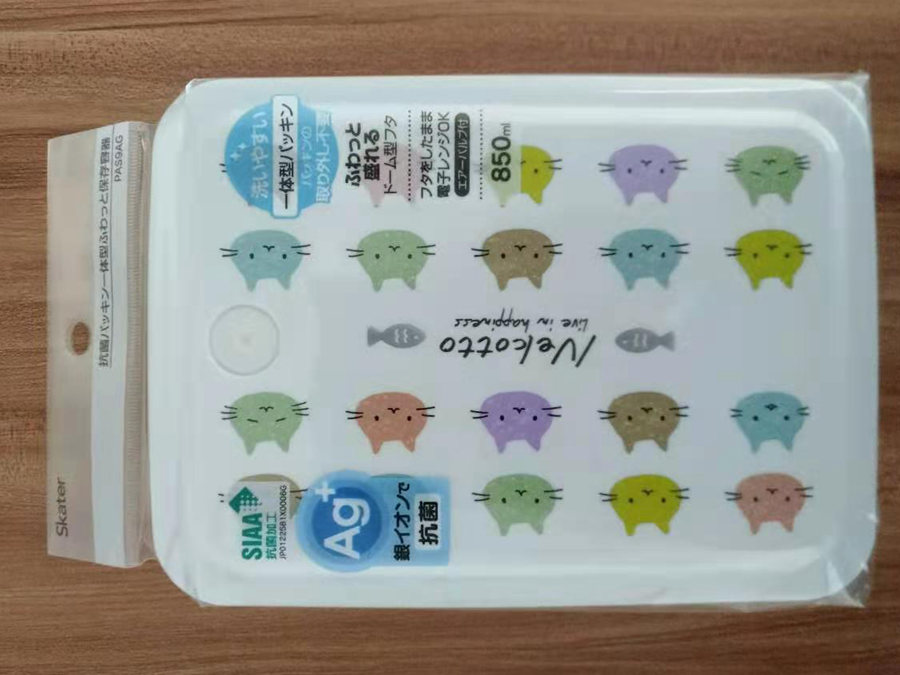 Skater
抗菌パッキン一体型ふわっと保存容器
PAS9AG
洗いやすい
一体型パッキン
パッキンの
取り外し不要
ふわっと
盛れる
ドーム型フタ
フタをしたまま
電子レンジOK
エアーバルブ付
850ml
SIAA
抗菌加工
JP0122581X0006G
Ag+
銀イオンで
抗菌
Nekotto
Live in happiness